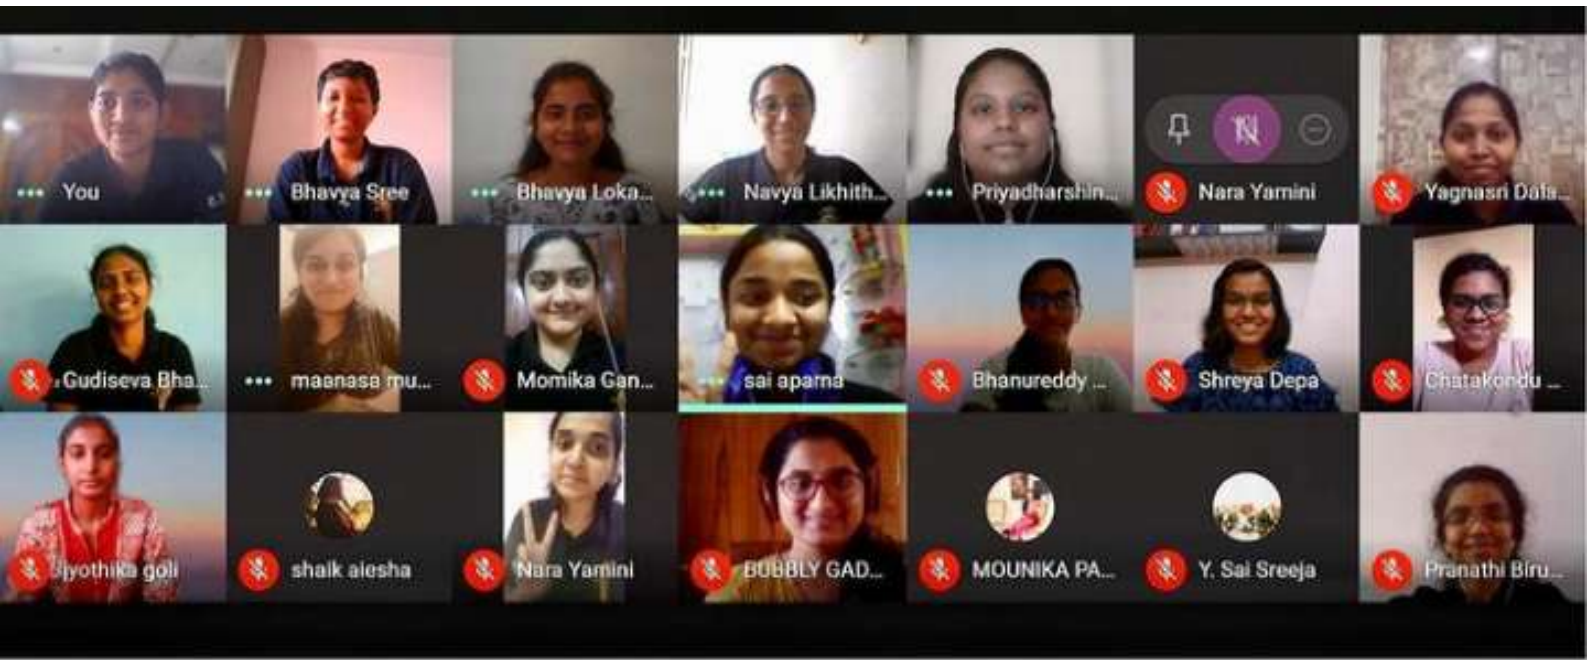 You
Bhavya Sree
Bhavya Loka...
Navya Likhith...
Priyadharshin...
Nara Yamini
Yagnasri Dala...
Gudiseva Bha...
maanasa mu...
Momika Gan...
sai aparna
Bhanureddy ...
Shreya Depa
Chatakondu ...
jyothika goli
shaik aiesha
Nara Yamini
BUBBLY GAD...
MOUNIKA PA...
Y. Sai Sreeja
Pranathi Biru...